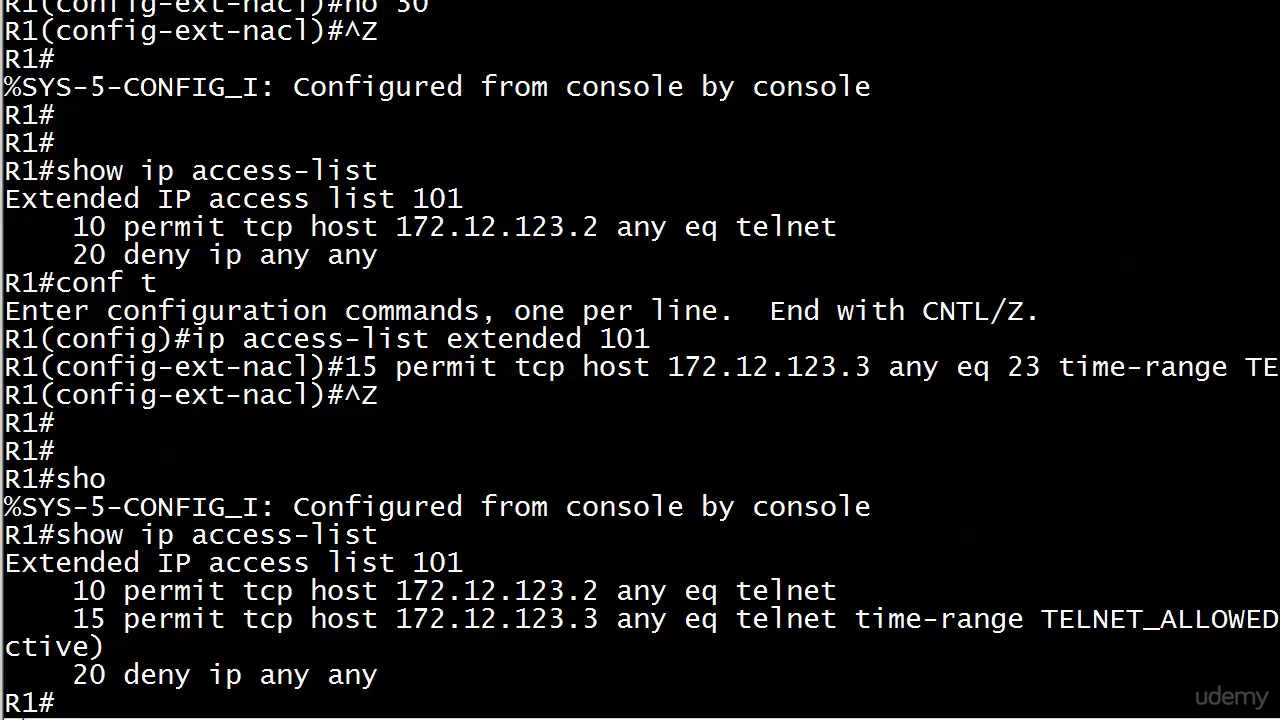 R1(config-ext-nacl)#no 30
R1(config-ext-nacl)#^Z
R1#
%SYS-5-CONFIG_I: Configured from console by console
R1#
R1#
R1#show ip access-list
Extended IP access list 101
    10 permit tcp host 172.12.123.2 any eq telnet
    20 deny ip any any
R1#conf t
Enter configuration commands, one per line.  End with CNTL/Z.
R1(config)#ip access-list extended 101
R1(config-ext-nacl)#15 permit tcp host 172.12.123.3 any eq 23 time-range TE
R1(config-ext-nacl)#^Z
R1#
R1#
R1#sho
%SYS-5-CONFIG_I: Configured from console by console
R1#show ip access-list
Extended IP access list 101
    10 permit tcp host 172.12.123.2 any eq telnet
    15 permit tcp host 172.12.123.3 any eq telnet time-range TELNET_ALLOWED
ctive)
    20 deny ip any any
R1#
udemy